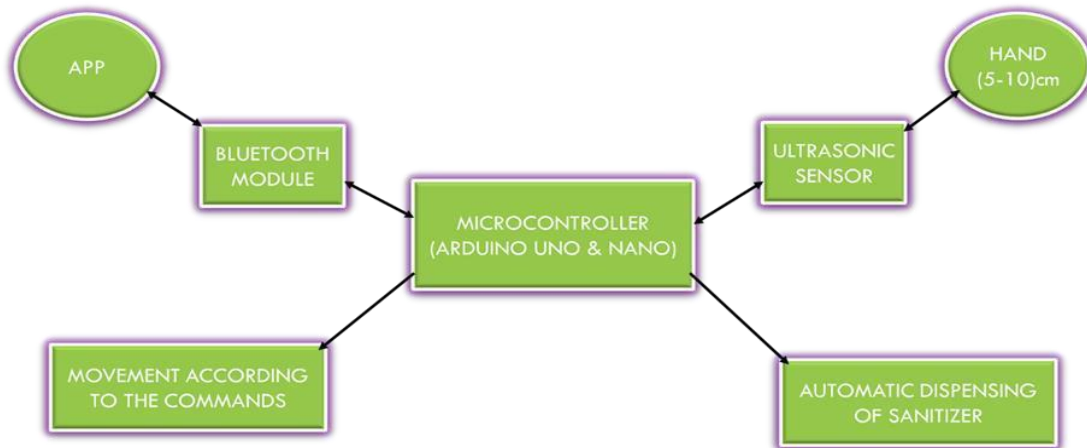 APP
HAND
(5-10)cm
BLUETOOTH
MODULE
ULTRASONIC
SENSOR
MICROCONTROLLER
(ARDUINO UNO & NANO)
MOVEMENT ACCORDING
TO THE COMMANDS
AUTOMATIC DISPENSING
OF SANITIZER